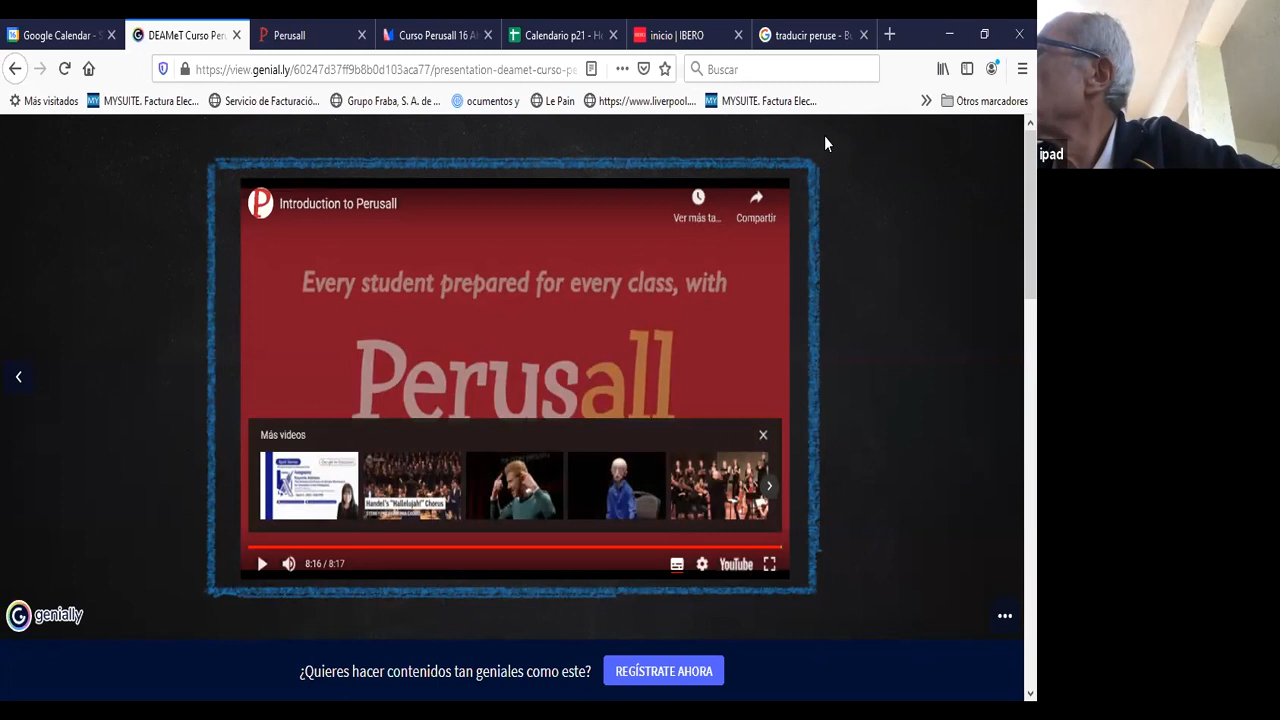 Google Calendar - S
DEAMeT Curso Peru
Perusall
Curso Perusall 16 A
Calendario p21 - Ho
inicio | IBERO
traducir peruse - Bu
https://view.genial.ly/60247d37ff9b8b0d103aca77/presentation-deamet-curso-pe
Buscar
Más visitados
MYSUITE. Factura Elec...
Servicio de Facturació...
Grupo Fraba, S. A. de ...
ocumentos y
Le Pain
https://www.liverpool....
MYSUITE. Factura Elec...
Otros marcadores
ipad
Introduction to Perusall
Ver más ta...
Compartir
Every student prepared for every class, with
Perusall
Más videos
Handel's "Hallelujah!" Chorus
8:16 / 8:17
YouTube
genially
¿Quieres hacer contenidos tan geniales como este?
REGÍSTRATE AHORA